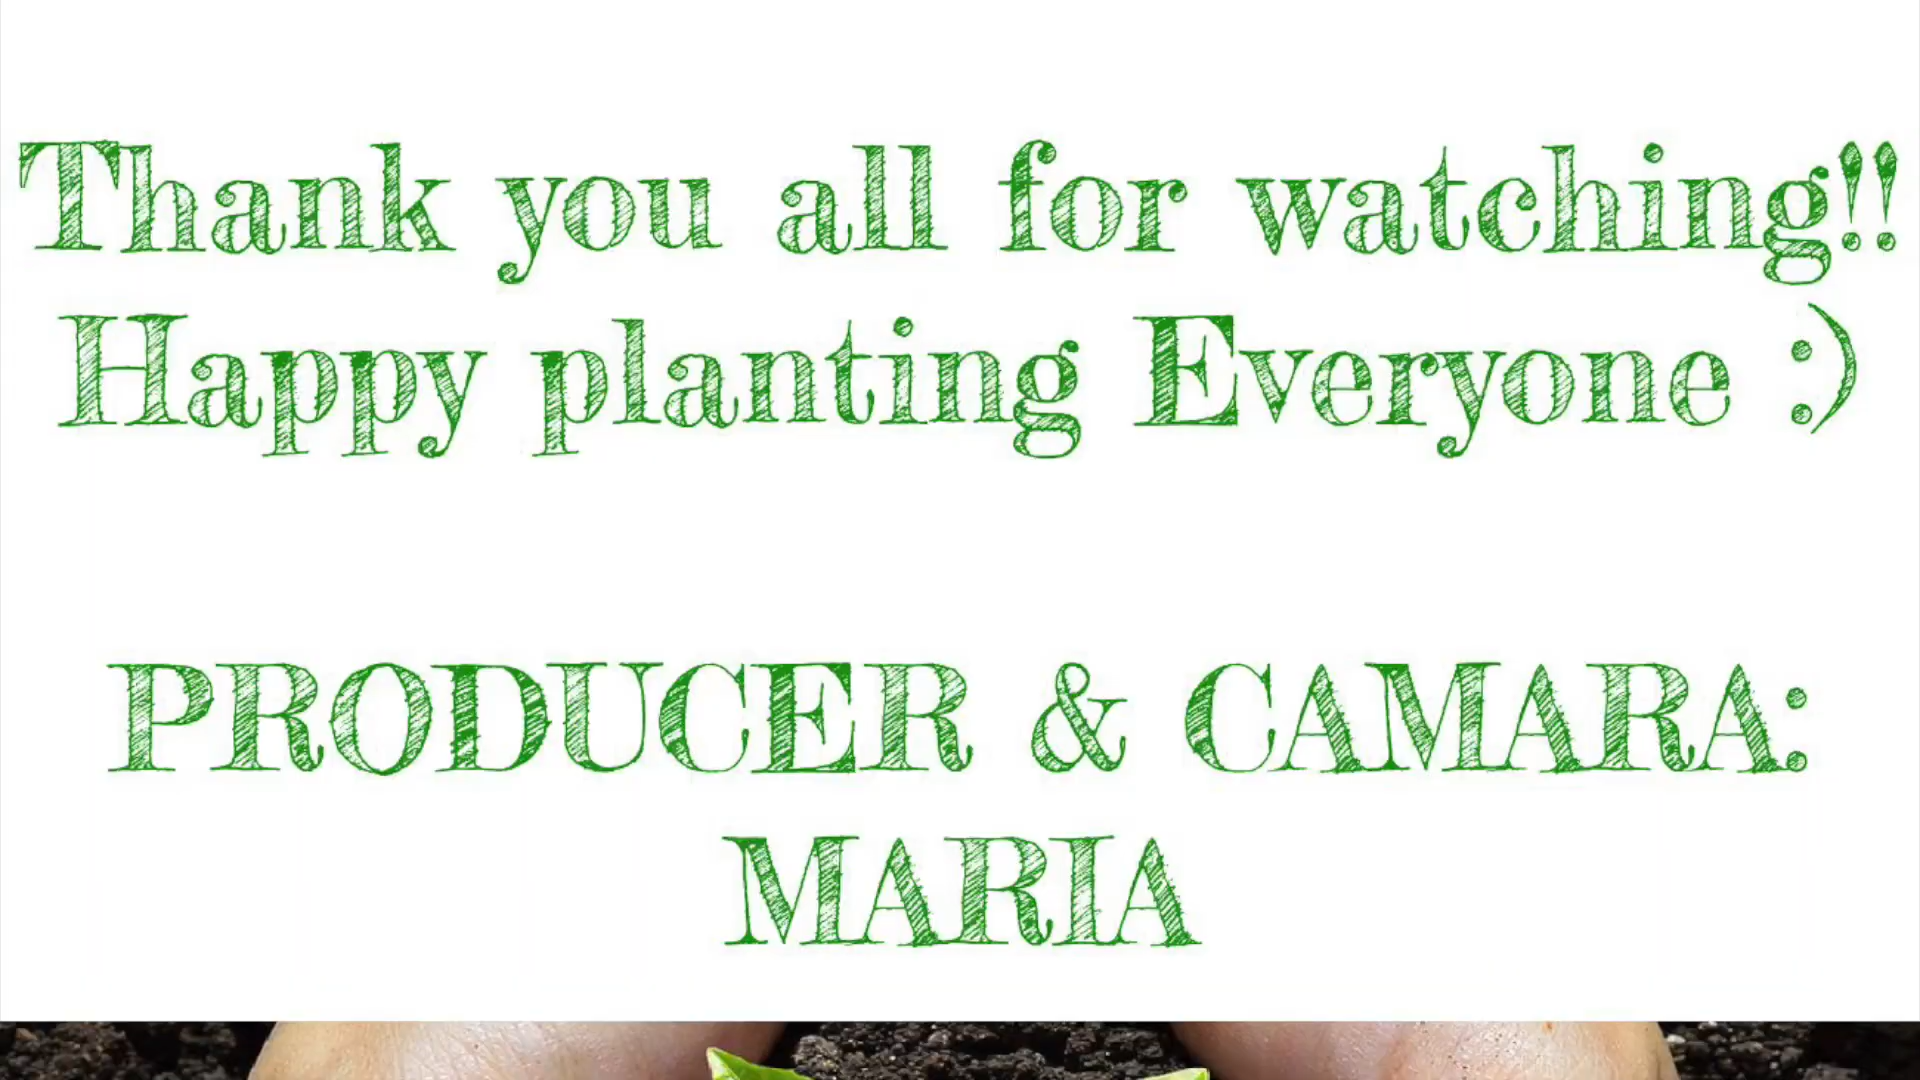 Thank you all for watching!!
Happy planting Everyone :)
PRODUCER & CAMARA:
MARIA